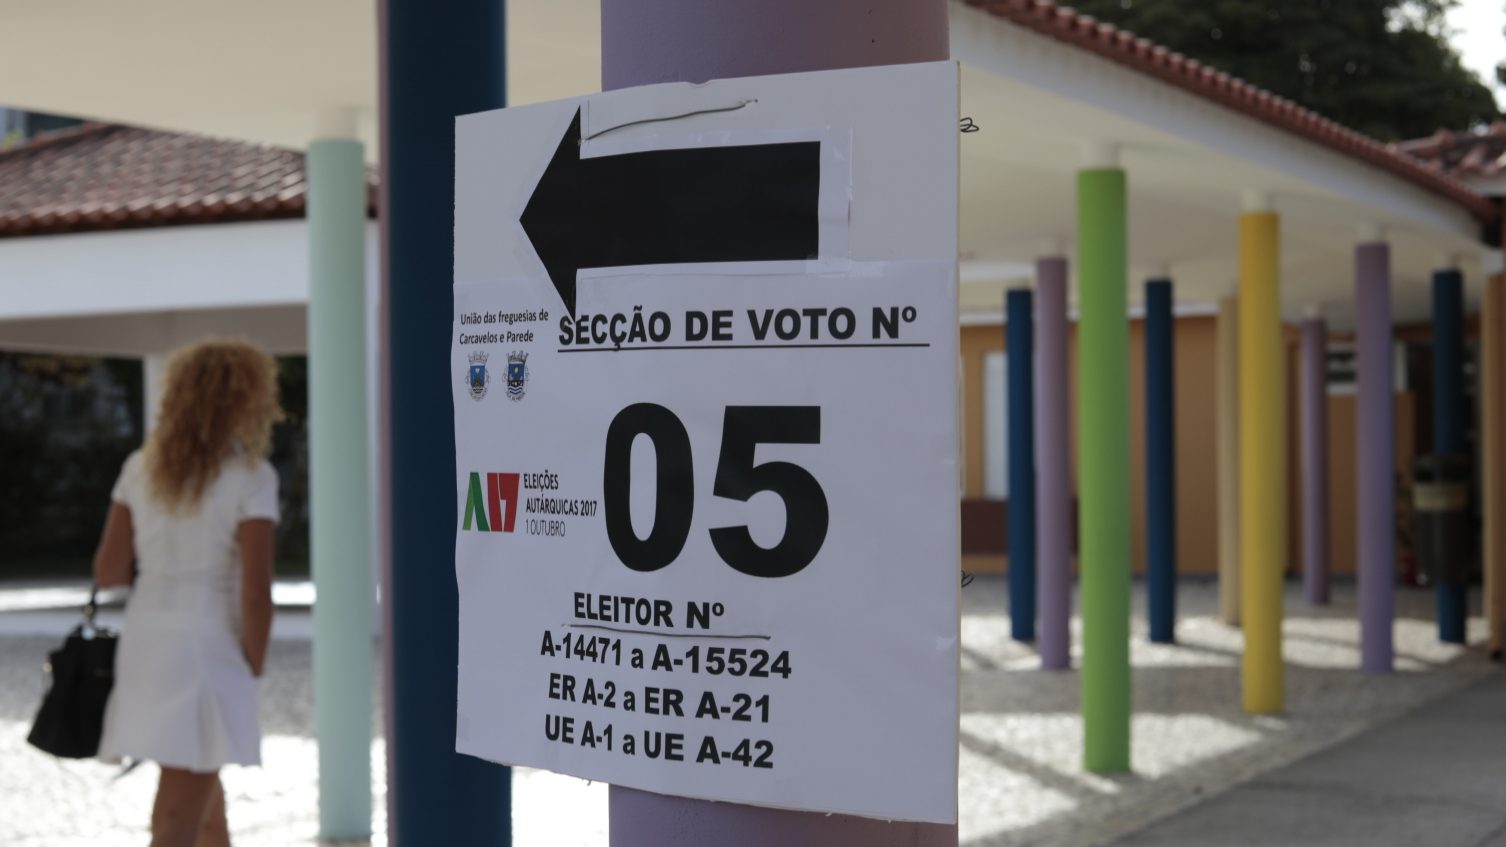 União das freguesias de
Carcavelos e Parede
SECÇÃO DE VOTO Nº
05
A17
ELEIÇÕES
AUTÁRQUICAS 2017
1 OUTUBRO
ELEITOR Nº
A-14471 a A-15524
ER A-2 a ER A-21
UE A-1 a UE A-42